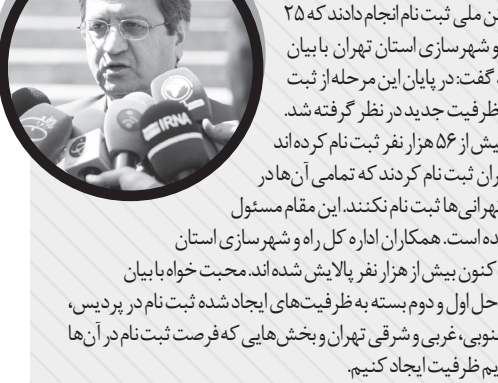 ن ملی ثبت نام انجام دادند که ۲۵
و شهرسازی استان تهران با بیان
گفت: در پایان این مرحله از ثبت
ظرفیت جدید در نظر گرفته شد.
بیش از ۵۶ هزار نفر ثبت نام کرده‌اند
ران ثبت نام کردند که تمامی آن‌ها در
تهرانی‌ها ثبت نام نکنند. این مقام مسئول
ده است. همکاران اداره کل راه و شهرسازی استان
کنون بیش از هزار نفر پالایش شده‌اند. محبت خواه با بیان
حل اول و دوم بسته به ظرفیت‌های ایجاد شده ثبت نام در پردیس،
نوبی، غربی و شرقی تهران و بخش‌هایی که فرصت ثبت نام در آن‌ها
یم ظرفیت ایجاد کنیم.
IRNA